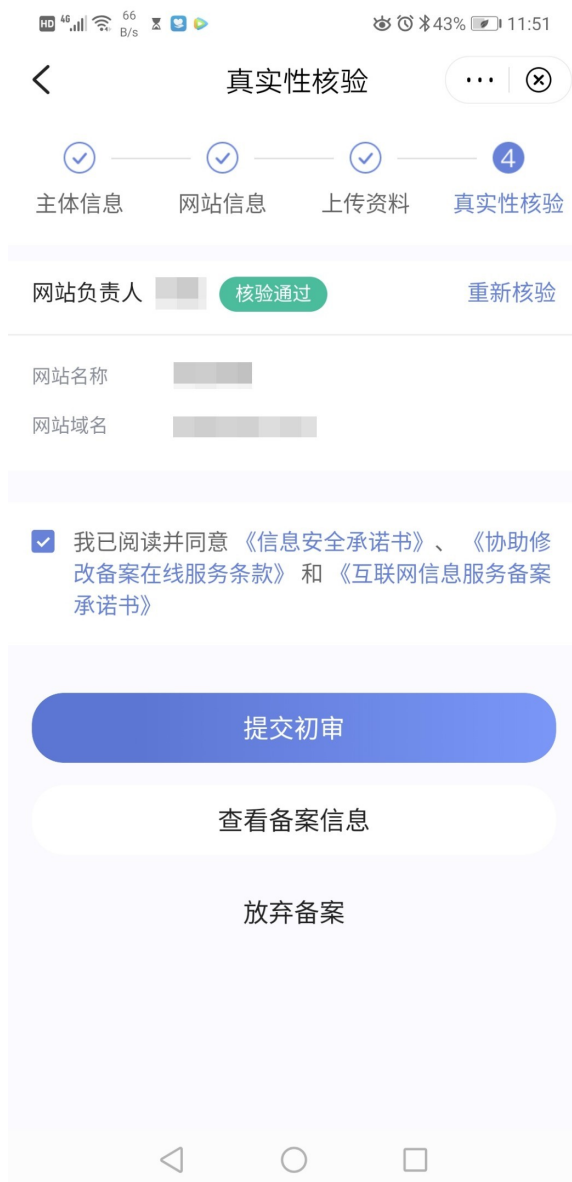 HD 4G 66 B/s 43% 11:51
真实性核验
4
主体信息 网站信息 上传资料 真实性核验
网站负责人 核验通过 重新核验
网站名称
网站域名
我已阅读并同意 《信息安全承诺书》、 《协助修
改备案在线服务条款》 和 《互联网信息服务备案
承诺书》
提交初审
查看备案信息
放弃备案